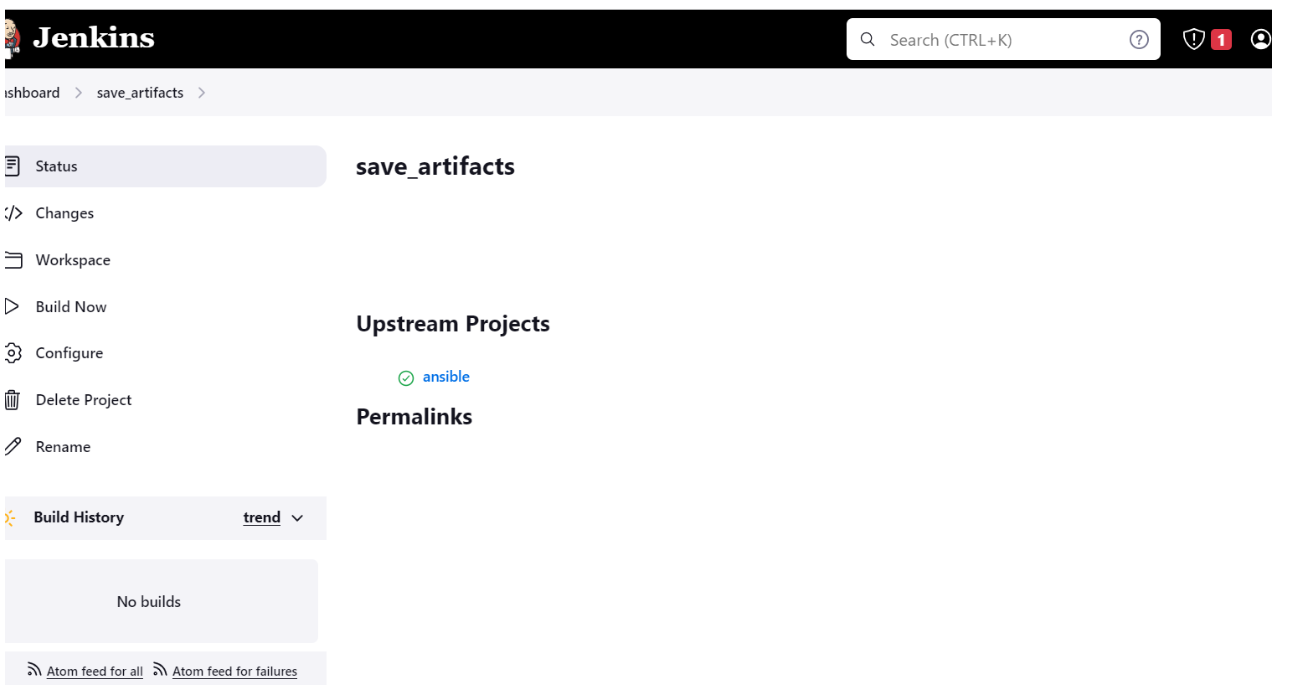 Jenkins
Search (CTRL+K)
1
shboard > save_artifacts >
Status
Changes
Workspace
Build Now
Configure
Delete Project
Rename
Build History trend
No builds
Atom feed for all Atom feed for failures
save_artifacts
Upstream Projects
ansible
Permalinks